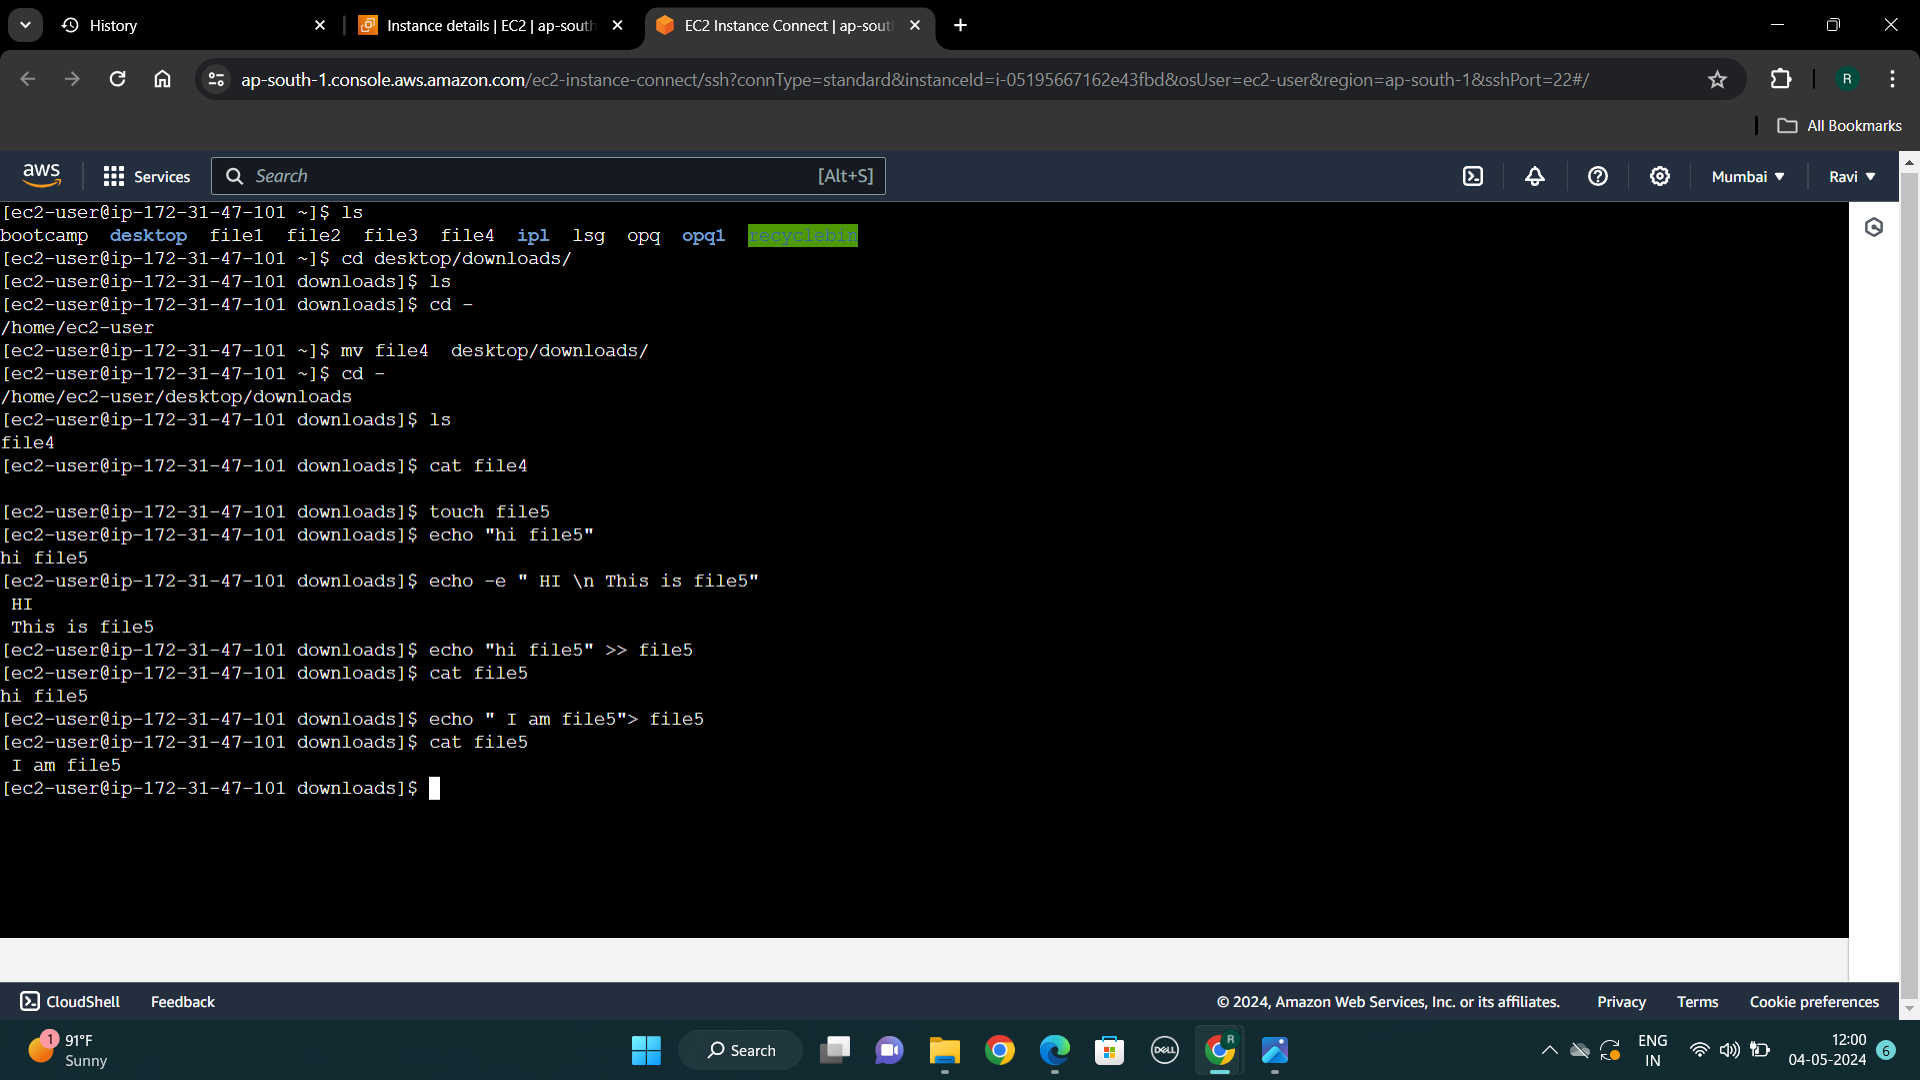 History
Instance details | EC2 | ap-south
EC2 Instance Connect | ap-sout
ap-south-1.console.aws.amazon.com/ec2-instance-connect/ssh?connType=standard&instanceId=i-05195667162e43fbd&osUser=ec2-user&region=ap-south-1&sshPort=22#/
R
All Bookmarks
aws
Services
Search
[Alt+S]
Mumbai
Ravi
[ec2-user@ip-172-31-47-101 ~]$ ls
bootcamp desktop file1 file2 file3 file4 ipl lsg opq opq1 recyclebin
[ec2-user@ip-172-31-47-101 ~]$ cd desktop/downloads/
[ec2-user@ip-172-31-47-101 downloads]$ ls
[ec2-user@ip-172-31-47-101 downloads]$ cd -
/home/ec2-user
[ec2-user@ip-172-31-47-101 ~]$ mv file4  desktop/downloads/
[ec2-user@ip-172-31-47-101 ~]$ cd -
/home/ec2-user/desktop/downloads
[ec2-user@ip-172-31-47-101 downloads]$ ls
file4
[ec2-user@ip-172-31-47-101 downloads]$ cat file4
[ec2-user@ip-172-31-47-101 downloads]$ touch file5
[ec2-user@ip-172-31-47-101 downloads]$ echo "hi file5"
hi file5
[ec2-user@ip-172-31-47-101 downloads]$ echo -e " HI \n This is file5"
 HI
 This is file5
[ec2-user@ip-172-31-47-101 downloads]$ echo "hi file5" >> file5
[ec2-user@ip-172-31-47-101 downloads]$ cat file5
hi file5
[ec2-user@ip-172-31-47-101 downloads]$ echo " I am file5"> file5
[ec2-user@ip-172-31-47-101 downloads]$ cat file5
 I am file5
[ec2-user@ip-172-31-47-101 downloads]$
CloudShell
Feedback
© 2024, Amazon Web Services, Inc. or its affiliates.
Privacy
Terms
Cookie preferences
1
91°F
Sunny
Search
DELL
R
ENG
IN
12:00
04-05-2024
6